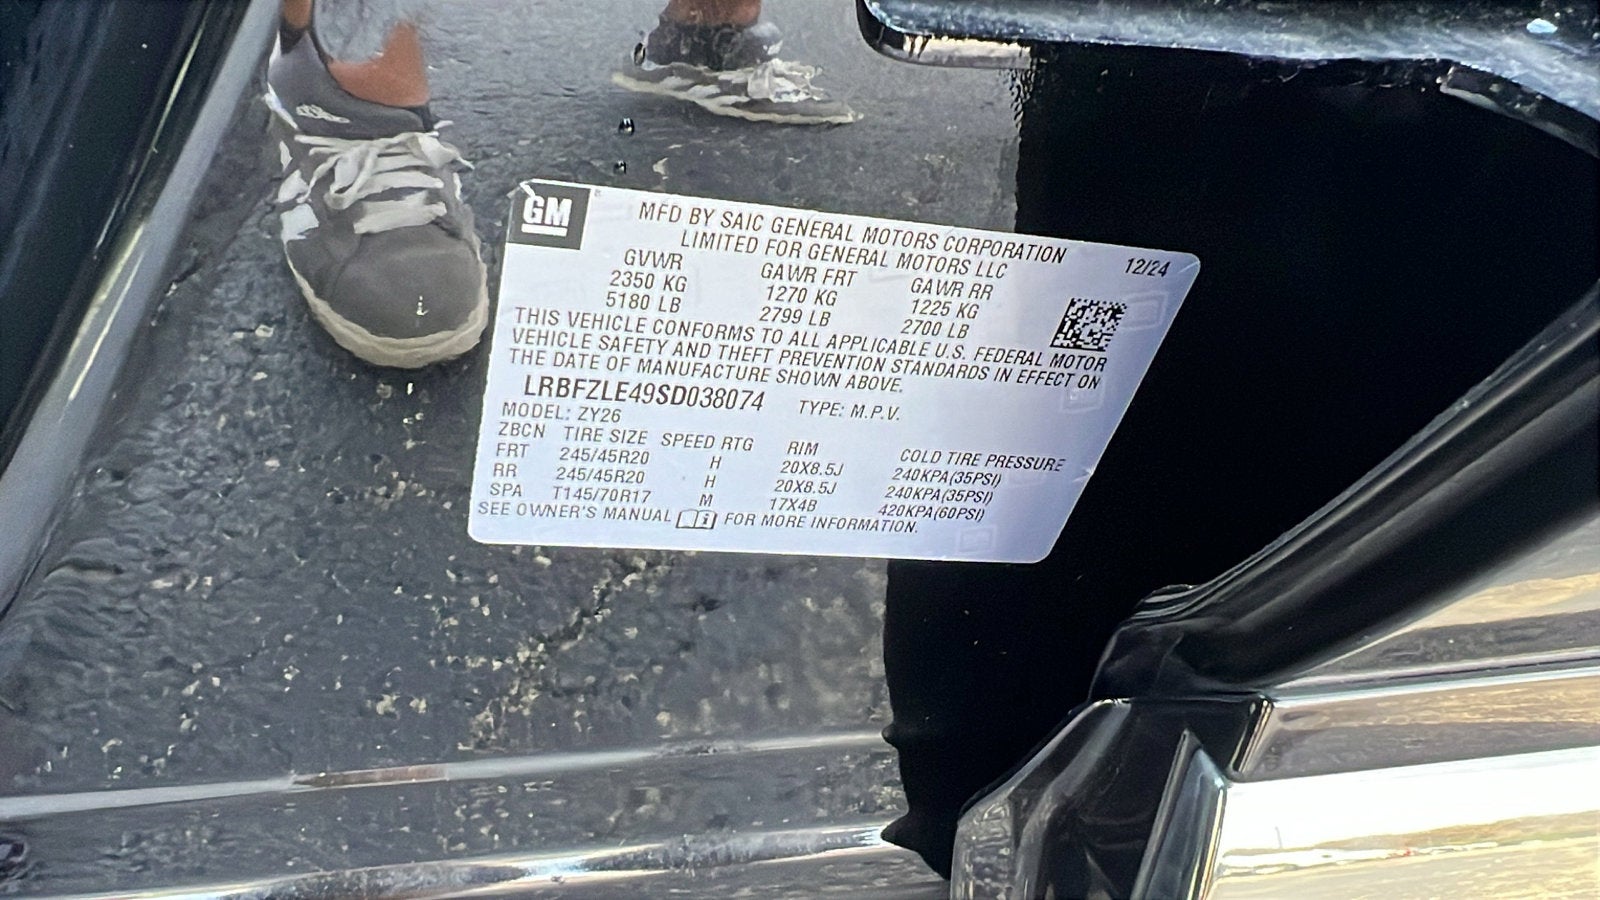 GM
MFD BY SAIC GENERAL MOTORS CORPORATION
LIMITED FOR GENERAL MOTORS LLC
12/24
GVWR GAWR FRT GAWR RR
2350 KG 1270 KG 1225 KG
5180 LB 2799 LB 2700 LB
THIS VEHICLE CONFORMS TO ALL APPLICABLE U.S. FEDERAL MOTOR
VEHICLE SAFETY AND THEFT PREVENTION STANDARDS IN EFFECT ON
THE DATE OF MANUFACTURE SHOWN ABOVE.
LRBFZLE49SD038074 TYPE: M.P.V.
MODEL: ZY26
ZBCN TIRE SIZE SPEED RTG RIM COLD TIRE PRESSURE
FRT 245/45R20 H 20X8.5J 240KPA(35PSI)
RR 245/45R20 H 20X8.5J 240KPA(35PSI)
SPA T145/70R17 M 17X4B 420KPA(60PSI)
SEE OWNER'S MANUAL FOR MORE INFORMATION.